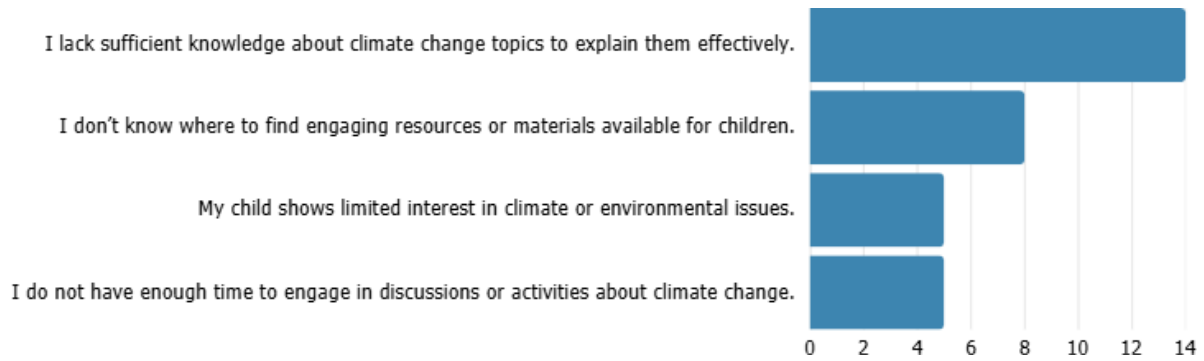 I lack sufficient knowledge about climate change topics to explain them effectively.
I don’t know where to find engaging resources or materials available for children.
My child shows limited interest in climate or environmental issues.
I do not have enough time to engage in discussions or activities about climate change.
0 2 4 6 8 10 12 14